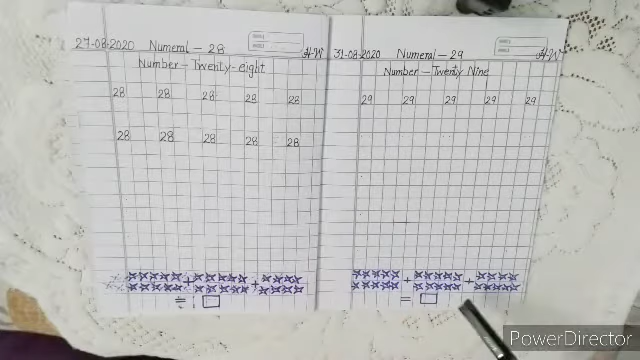 27-08-2020 Numeral - 28 H-W
Number - Twenty-eight
28 28 28 28 28
28 28 28 28 28
+ +
=
31-08-2020 Numeral - 29 H-W
Number - Twenty Nine
29 29 29 29 29
+ +
=
PowerDirector